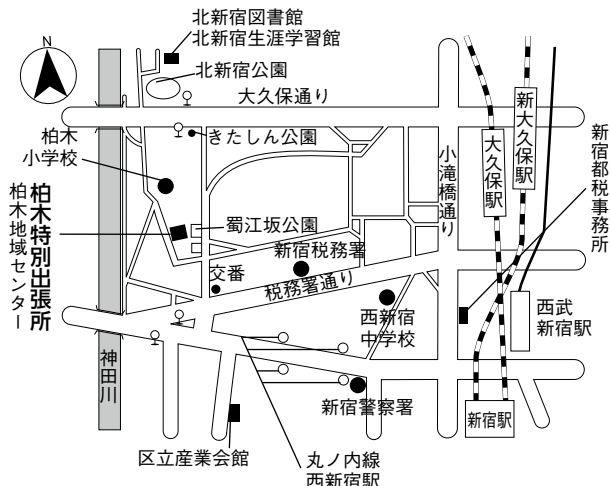 N
北新宿図書館
北新宿生涯学習館
北新宿公園
大久保通り
柏木
小学校
きたしん公園
新大久保駅
大久保駅
小滝橋通り
新宿都税事務所
柏木特別出張所
柏木地域センター
蜀江坂公園
新宿税務署
交番
税務署通り
西新宿
中学校
西武
新宿駅
神田川
新宿警察署
新宿駅
区立産業会館
丸ノ内線
西新宿駅